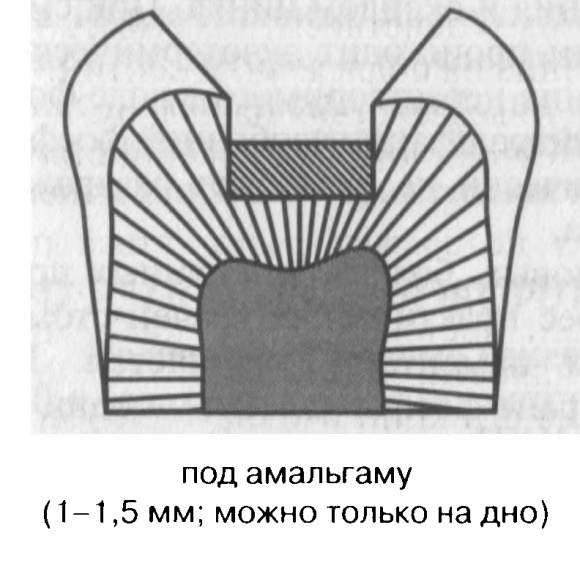 под амальгаму
(1–1,5 мм; можно только на дно)